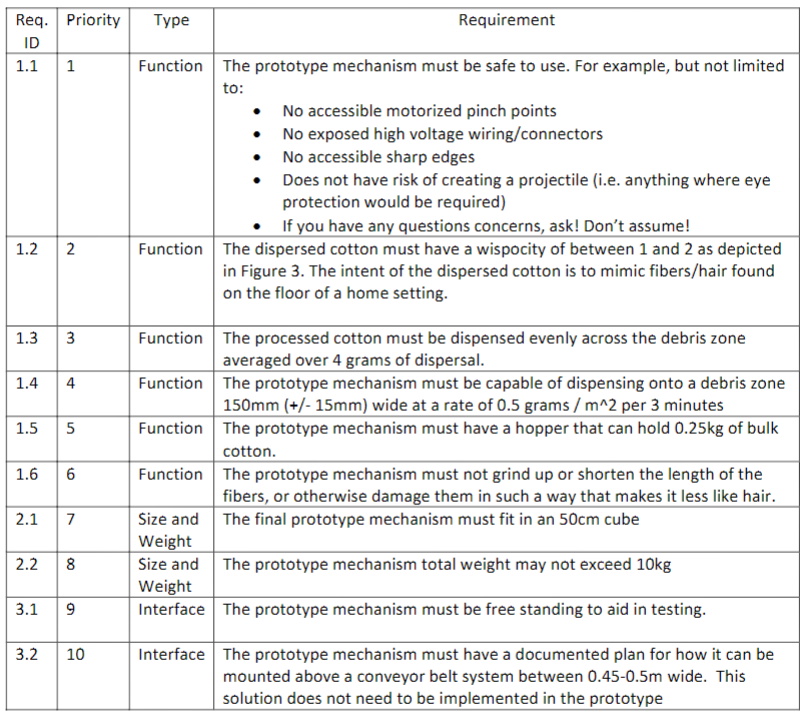 Req. ID Priority Type Requirement
1.1 1 Function The prototype mechanism must be safe to use. For example, but not limited
to:
• No accessible motorized pinch points
• No exposed high voltage wiring/connectors
• No accessible sharp edges
• Does not have risk of creating a projectile (i.e. anything where eye
protection would be required)
• If you have any questions concerns, ask! Don’t assume!
1.2 2 Function The dispersed cotton must have a wispocity of between 1 and 2 as depicted
in Figure 3. The intent of the dispersed cotton is to mimic fibers/hair found
on the floor of a home setting.
1.3 3 Function The processed cotton must be dispensed evenly across the debris zone
averaged over 4 grams of dispersal.
1.4 4 Function The prototype mechanism must be capable of dispensing onto a debris zone
150mm (+/- 15mm) wide at a rate of 0.5 grams / m^2 per 3 minutes
1.5 5 Function The prototype mechanism must have a hopper that can hold 0.25kg of bulk
cotton.
1.6 6 Function The prototype mechanism must not grind up or shorten the length of the
fibers, or otherwise damage them in such a way that makes it less like hair.
2.1 7 Size and Weight The final prototype mechanism must fit in an 50cm cube
2.2 8 Size and Weight The prototype mechanism total weight may not exceed 10kg
3.1 9 Interface The prototype mechanism must be free standing to aid in testing.
3.2 10 Interface The prototype mechanism must have a documented plan for how it can be
mounted above a conveyor belt system between 0.45-0.5m wide. This
solution does not need to be implemented in the prototype